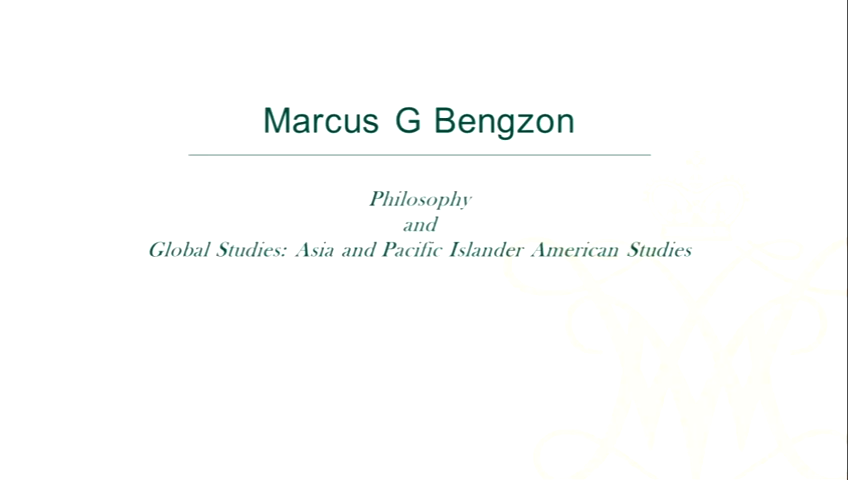 Marcus G Bengzon
Philosophy
and
Global Studies: Asia and Pacific Islander American Studies